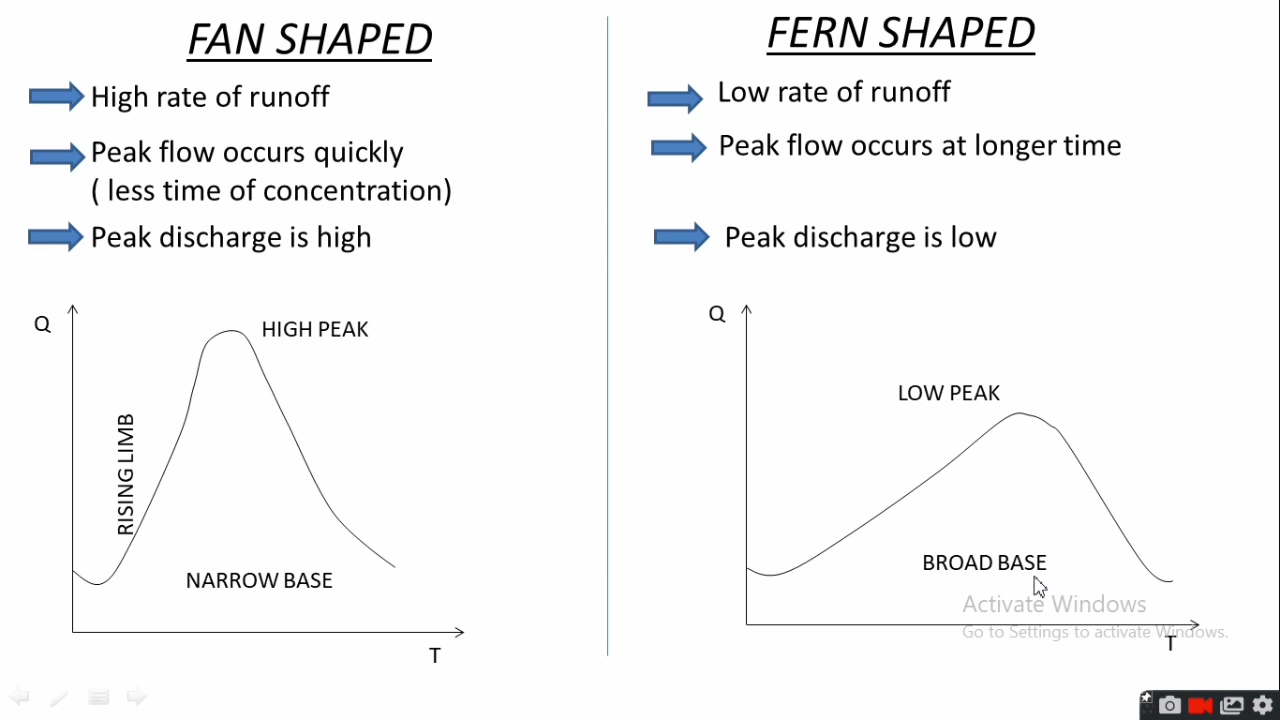 FAN SHAPED
High rate of runoff
Peak flow occurs quickly
( less time of concentration)
Peak discharge is high
Q
HIGH PEAK
RISING LIMB
NARROW BASE
T
FERN SHAPED
Low rate of runoff
Peak flow occurs at longer time
Peak discharge is low
Q
LOW PEAK
BROAD BASE
Activate Windows
Go to Settings to activate Windows.
T